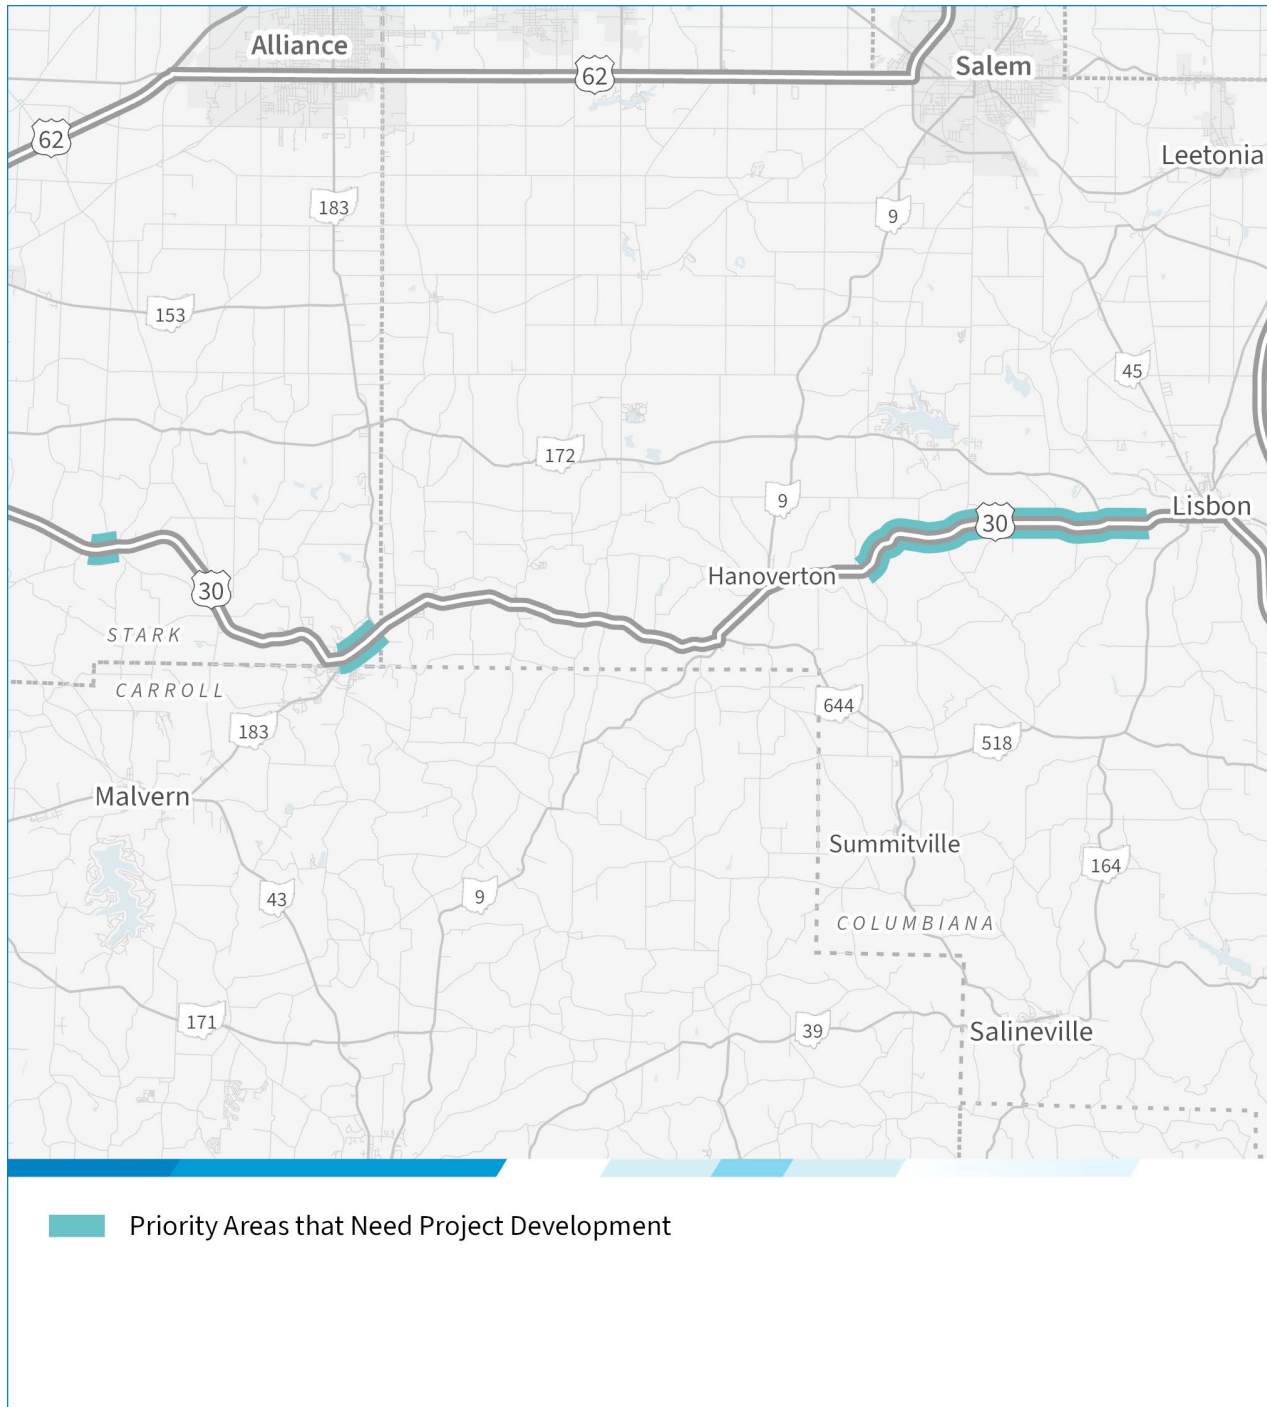 Alliance
62
Salem
62
Leetonia
183
9
153
45
172
9
Lisbon
30
Hanoverton
30
STARK
CARROLL
644
183
518
Malvern
Summitville
164
43
9
COLUMBIANA
171
39
Salineville
Priority Areas that Need Project Development